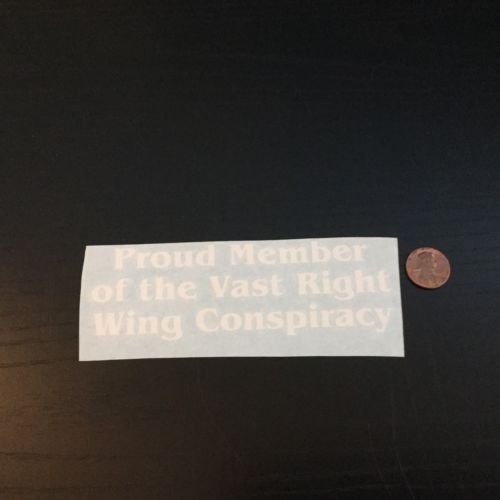 Proud Member
of the Vast Right
Wing Conspiracy